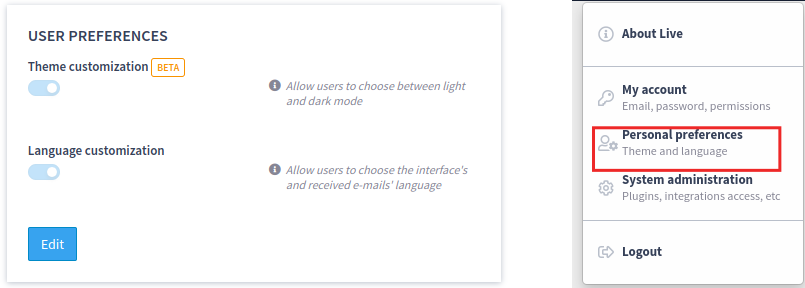 USER PREFERENCES
Theme customization BETA
Allow users to choose between light
and dark mode
Language customization
Allow users to choose the interface's
and received e-mails' language
Edit
About Live
My account
Email, password, permissions
Personal preferences
Theme and language
System administration
Plugins, integrations access, etc
Logout